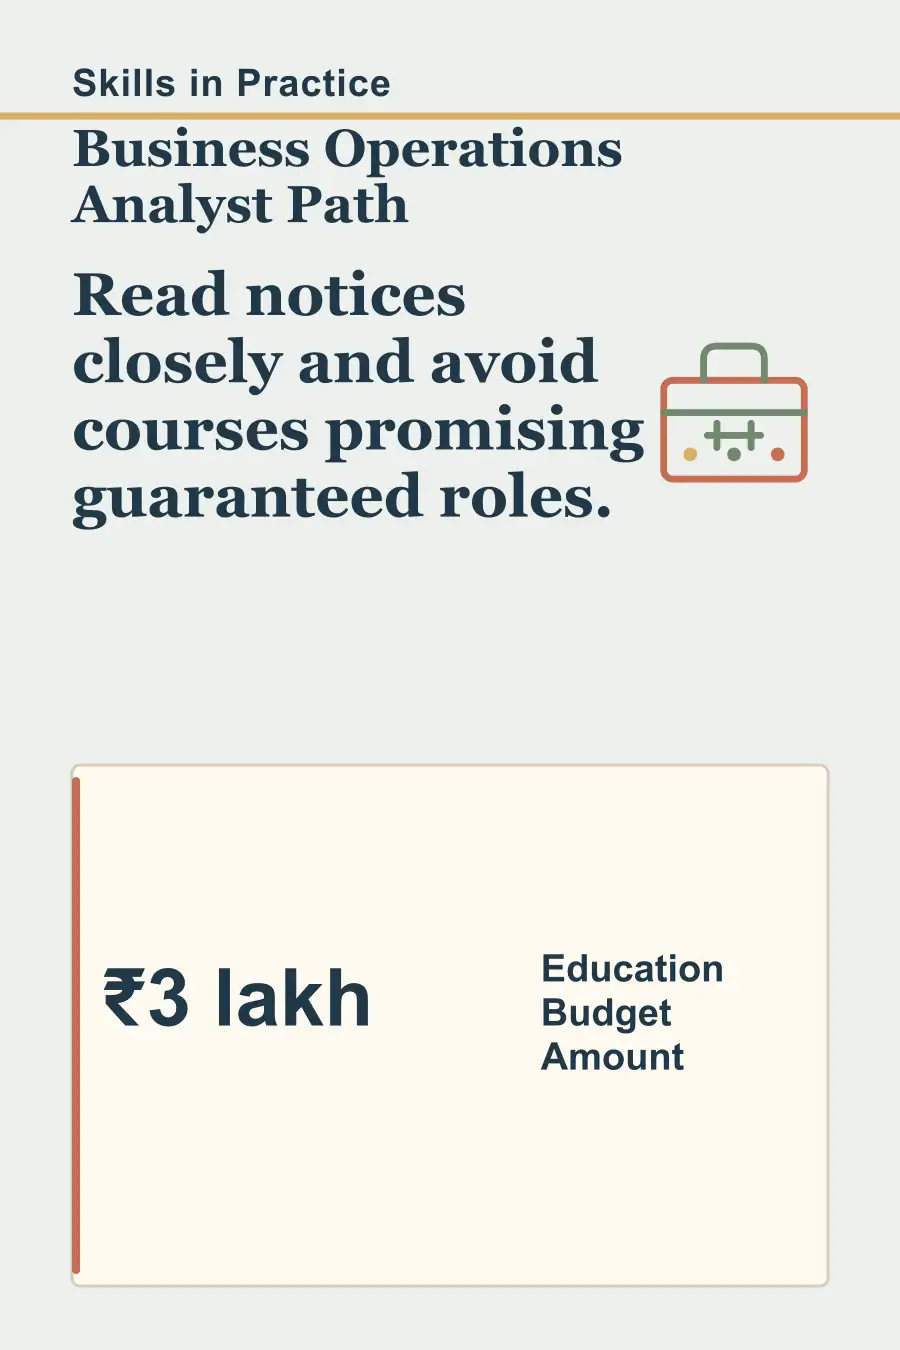 Skills in Practice
Business Operations
Analyst Path
Read notices
closely and avoid
courses promising
guaranteed roles.
₹3 lakh
Education
Budget
Amount